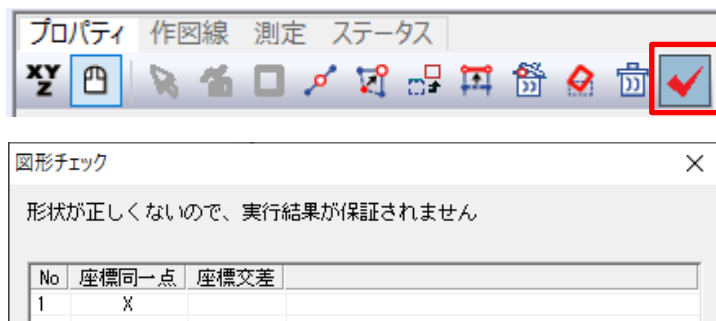 プロパティ 作図線 測定 ステータス
XY
Z
図形チェック
形状が正しくないので、実行結果が保証されません
No 座標同一点 座標交差
1 X